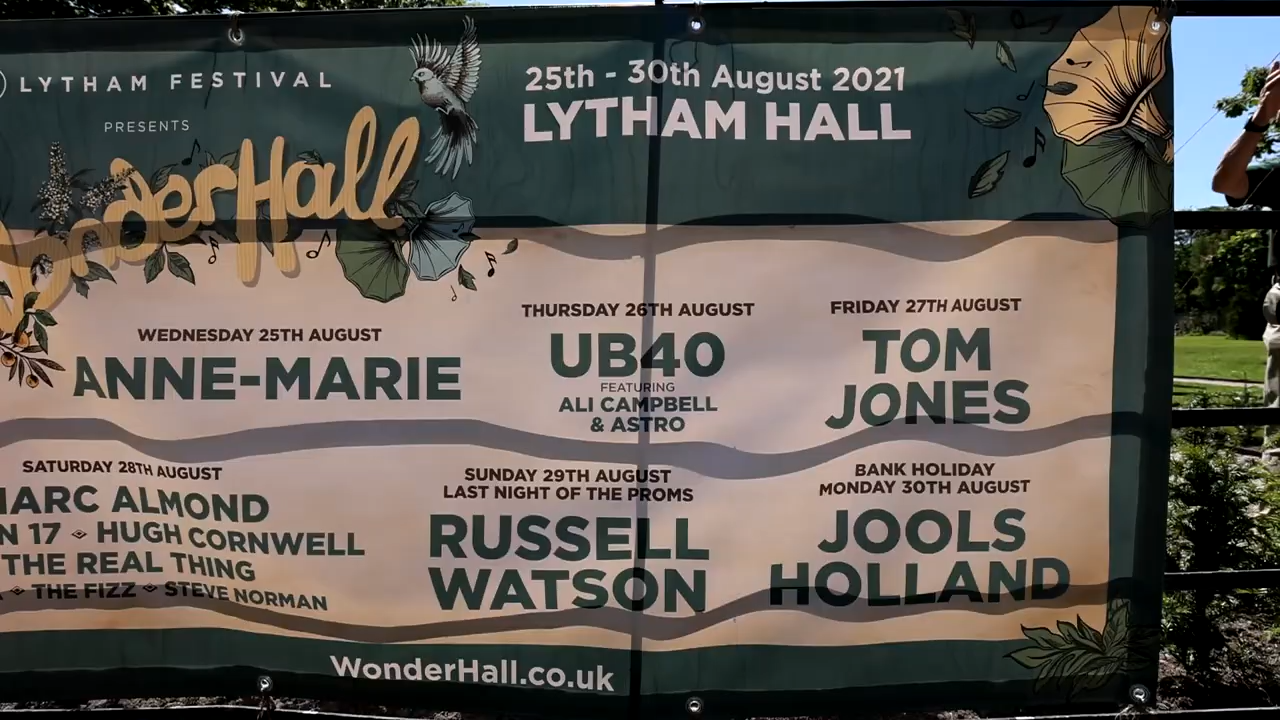 LYTHAM FESTIVAL
PRESENTS
WonderHall
25th - 30th August 2021
LYTHAM HALL
WEDNESDAY 25TH AUGUST
ANNE-MARIE
THURSDAY 26TH AUGUST
UB40
FEATURING
ALI CAMPBELL
& ASTRO
FRIDAY 27TH AUGUST
TOM
JONES
SATURDAY 28TH AUGUST
MARC ALMOND
N 17 HUGH CORNWELL
THE REAL THING
THE FIZZ STEVE NORMAN
SUNDAY 29TH AUGUST
LAST NIGHT OF THE PROMS
RUSSELL
WATSON
BANK HOLIDAY
MONDAY 30TH AUGUST
JOOLS
HOLLAND
WonderHall.co.uk